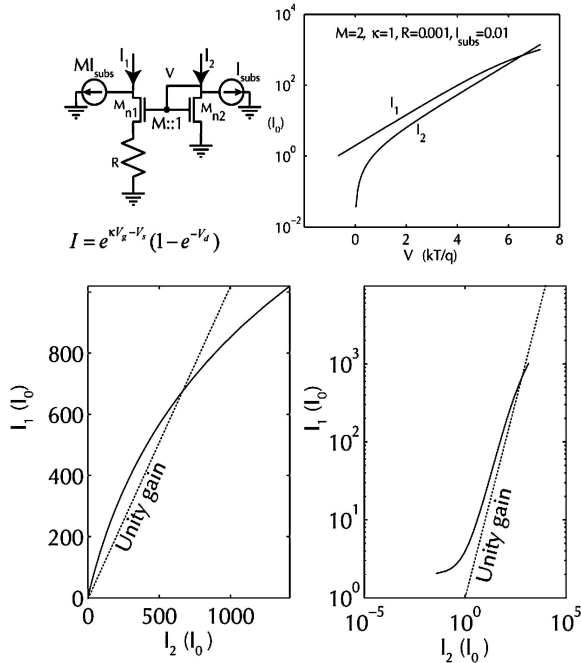 MI_subs
I_1
V
I_2
I_subs
M_n1
M::1
M_n2
R
I = e^{κV_g−V_s}(1−e^{−V_d})
M=2, κ=1, R=0.001, I_subs=0.01
10^4
10^2
(I_0)
10^0
10^-2
I_1
I_2
0 2 4 6 8
V (kT/q)
800
600
400
200
0
I_1 (I_0)
Unity gain
0 500 1000
I_2 (I_0)
10^3
10^2
10^1
10^0
I_1 (I_0)
Unity gain
10^-5 10^0 10^5
I_2 (I_0)